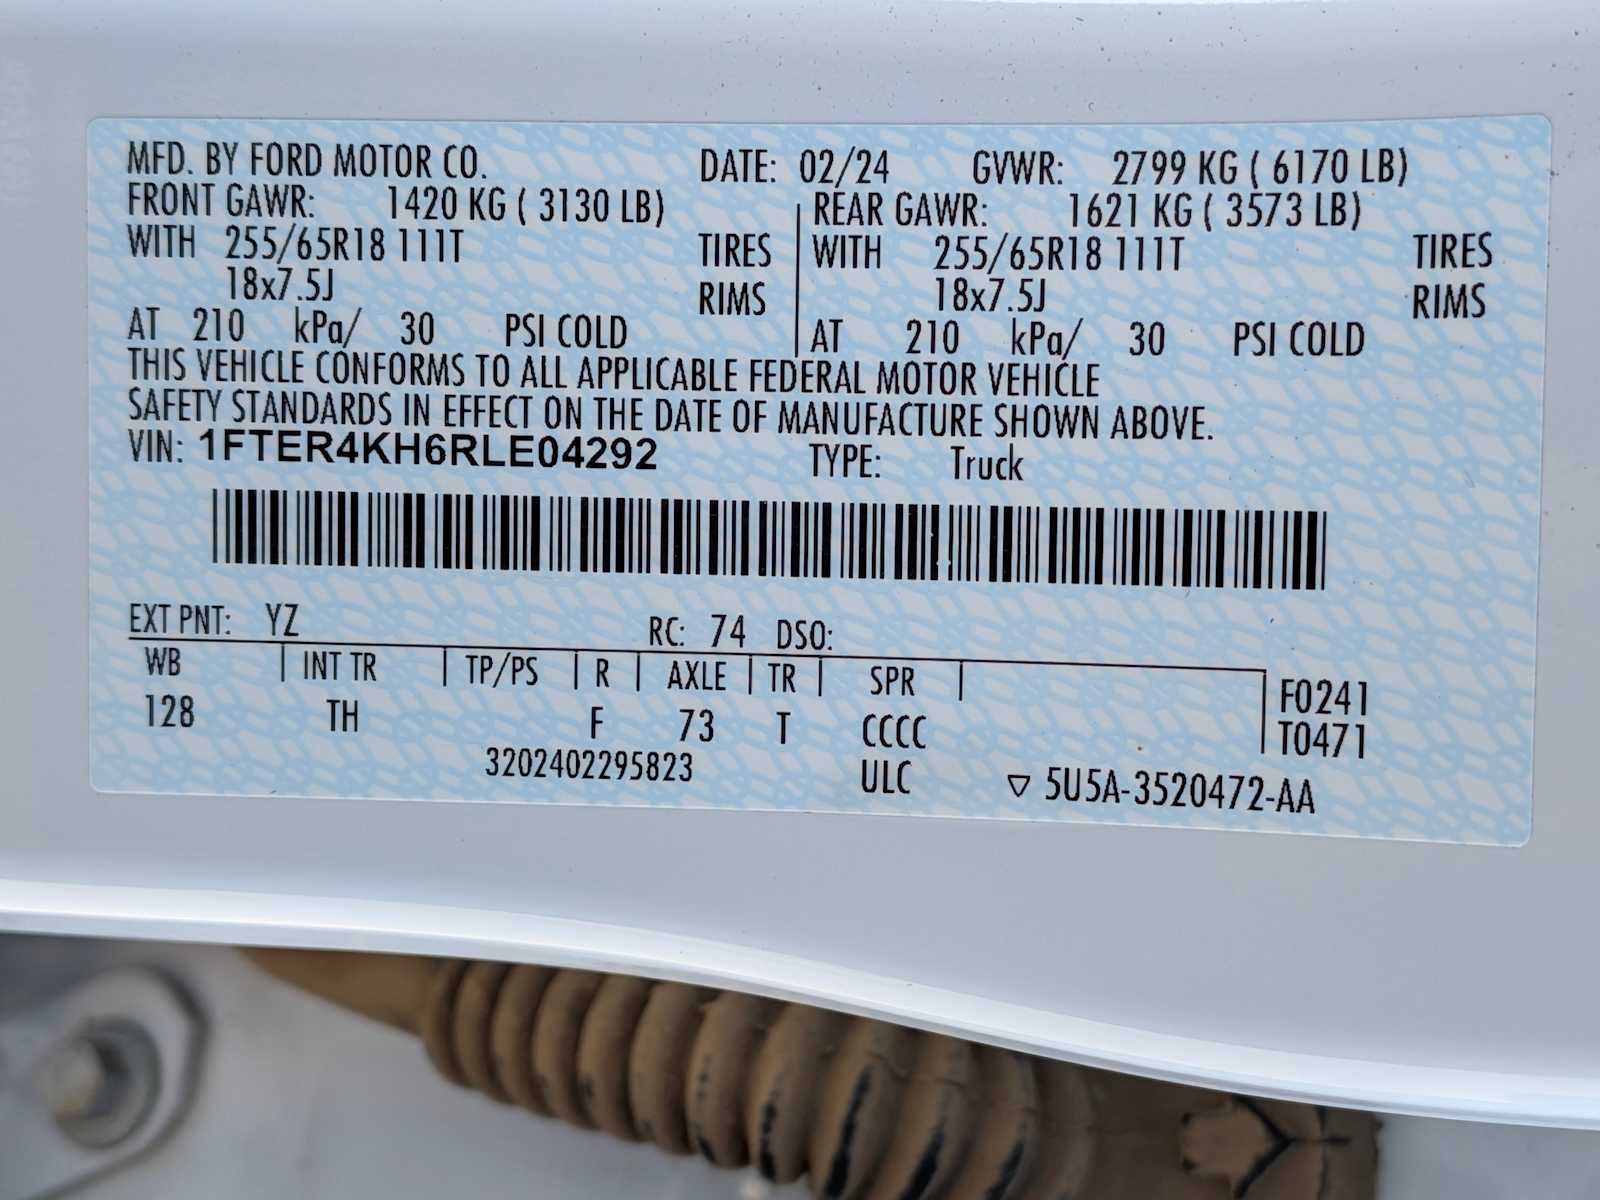 MFD. BY FORD MOTOR CO. DATE: 02/24 GVWR: 2799 KG ( 6170 LB)
FRONT GAWR: 1420 KG ( 3130 LB) REAR GAWR: 1621 KG ( 3573 LB)
WITH 255/65R18 111T TIRES WITH 255/65R18 111T TIRES
18x7.5J RIMS 18x7.5J RIMS
AT 210 kPa/ 30 PSI COLD AT 210 kPa/ 30 PSI COLD
THIS VEHICLE CONFORMS TO ALL APPLICABLE FEDERAL MOTOR VEHICLE
SAFETY STANDARDS IN EFFECT ON THE DATE OF MANUFACTURE SHOWN ABOVE.
VIN: 1FTER4KH6RLE04292 TYPE: Truck
EXT PNT: YZ RC: 74 DSO:
WB INT TR TP/PS R AXLE TR SPR F0241
128 TH F 73 T CCCC T0471
3202402295823 ULC ▽ 5U5A-3520472-AA